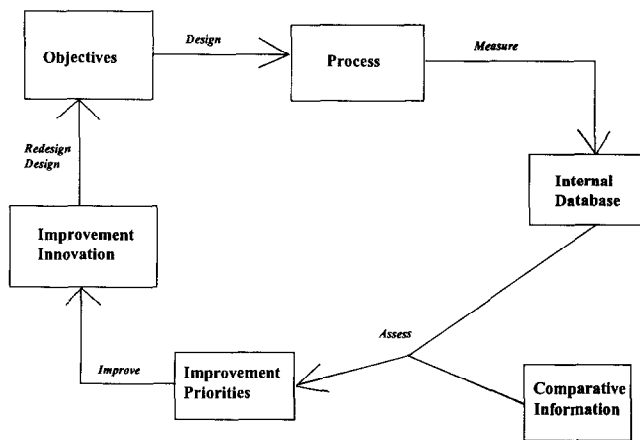 Objectives
Design
Process
Measure
Redesign
Design
Internal
Database
Improvement
Innovation
Assess
Improve
Improvement
Priorities
Comparative
Information